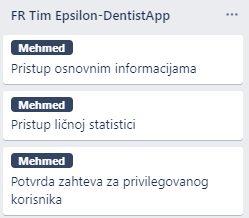 FR Tim Epsilon-DentistApp
Mehmed
Pristup osnovnim informacijama
Mehmed
Pristup ličnoj statistici
Mehmed
Potvrda zahteva za privilegovanog
korisnika